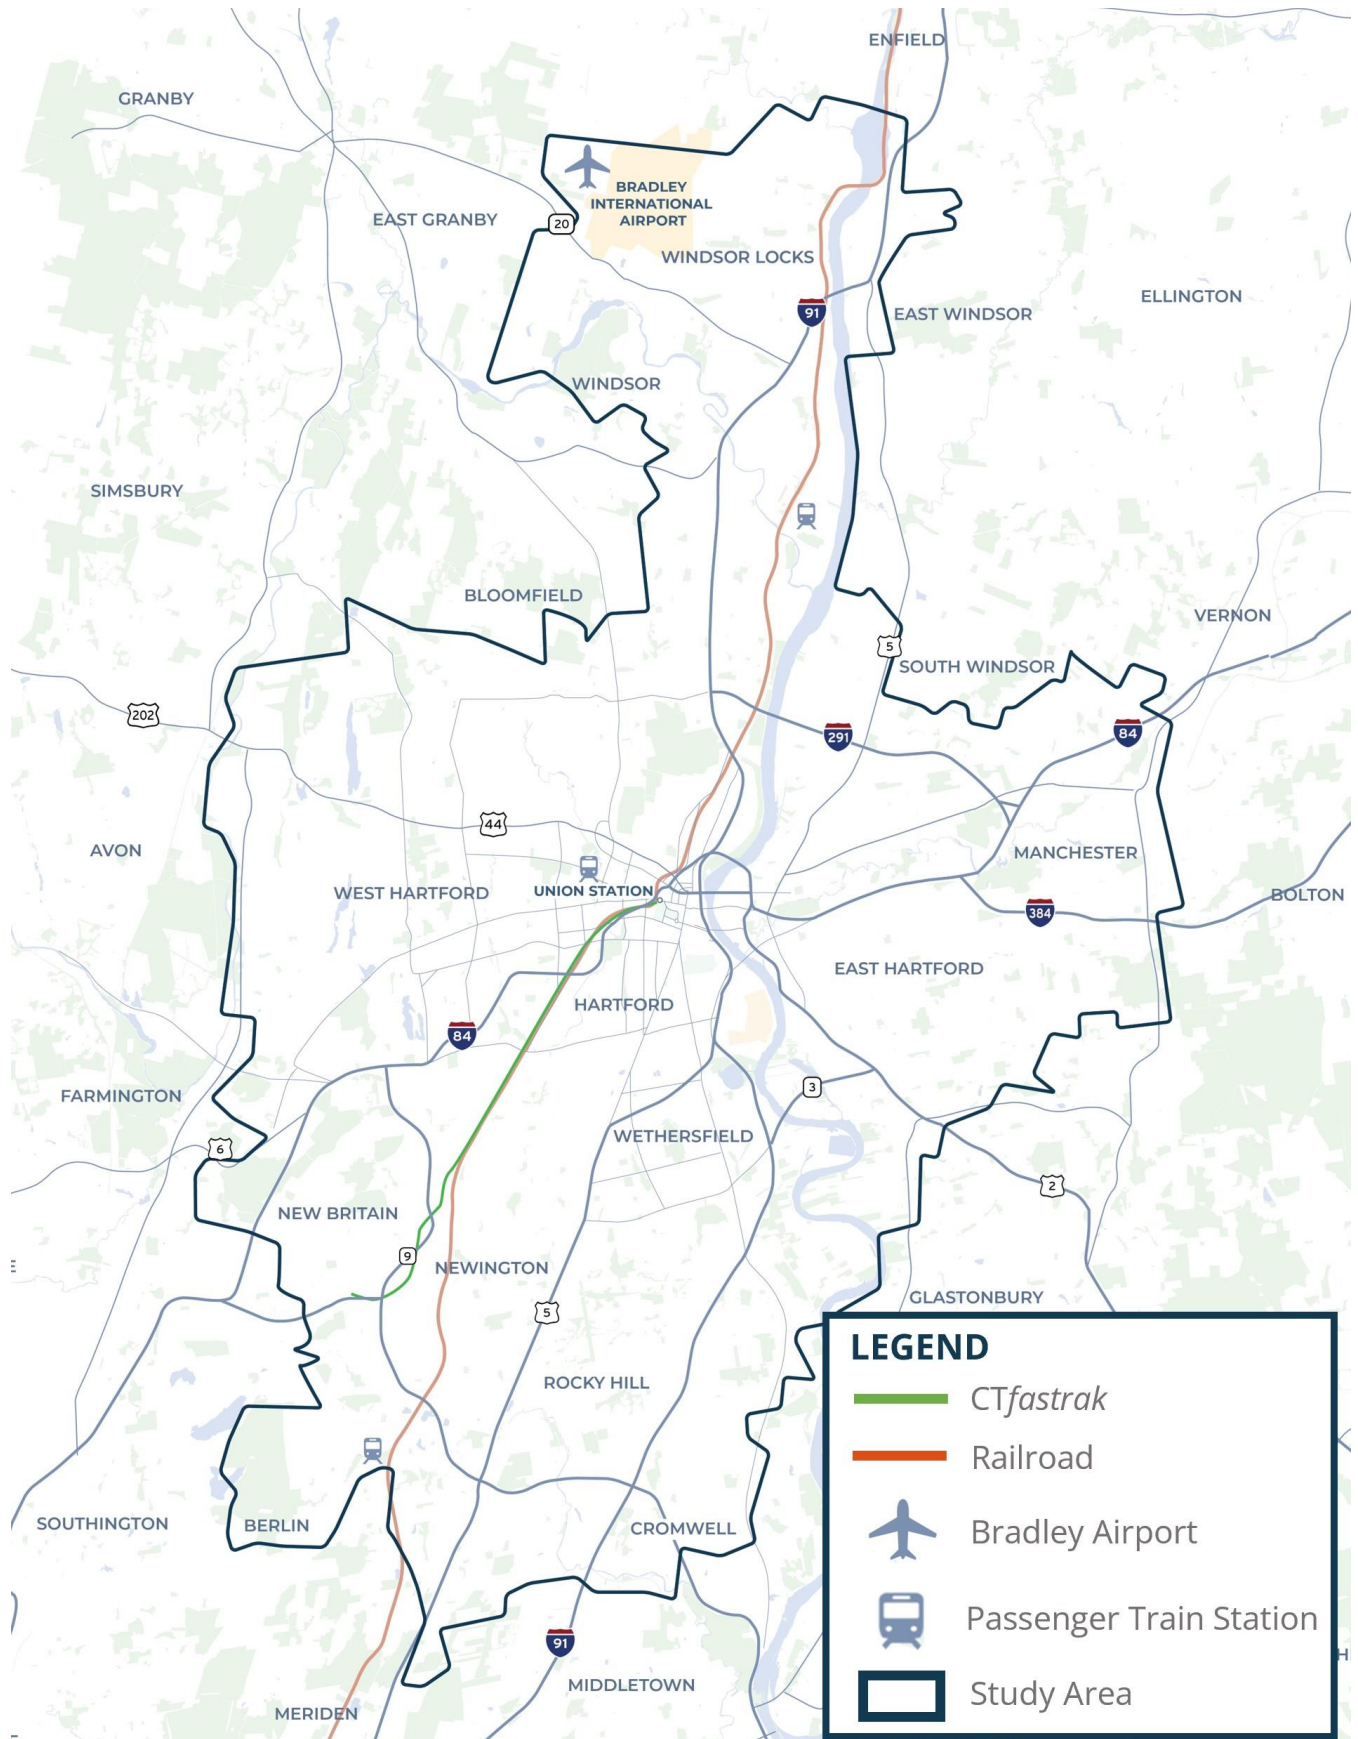 ENFIELD
GRANBY
BRADLEY
INTERNATIONAL
AIRPORT
EAST GRANBY
20
WINDSOR LOCKS
ELLINGTON
91
EAST WINDSOR
WINDSOR
SIMSBURY
BLOOMFIELD
VERNON
5
SOUTH WINDSOR
202
291
84
44
AVON
MANCHESTER
WEST HARTFORD
UNION STATION
BOLTON
384
EAST HARTFORD
HARTFORD
84
3
FARMINGTON
WETHERSFIELD
6
2
NEW BRITAIN
9
NEWINGTON
E
GLASTONBURY
5
ROCKY HILL
SOUTHINGTON
BERLIN
CROMWELL
91
MIDDLETOWN
MERIDEN
LEGEND
CTfastrak
Railroad
Bradley Airport
Passenger Train Station
Study Area